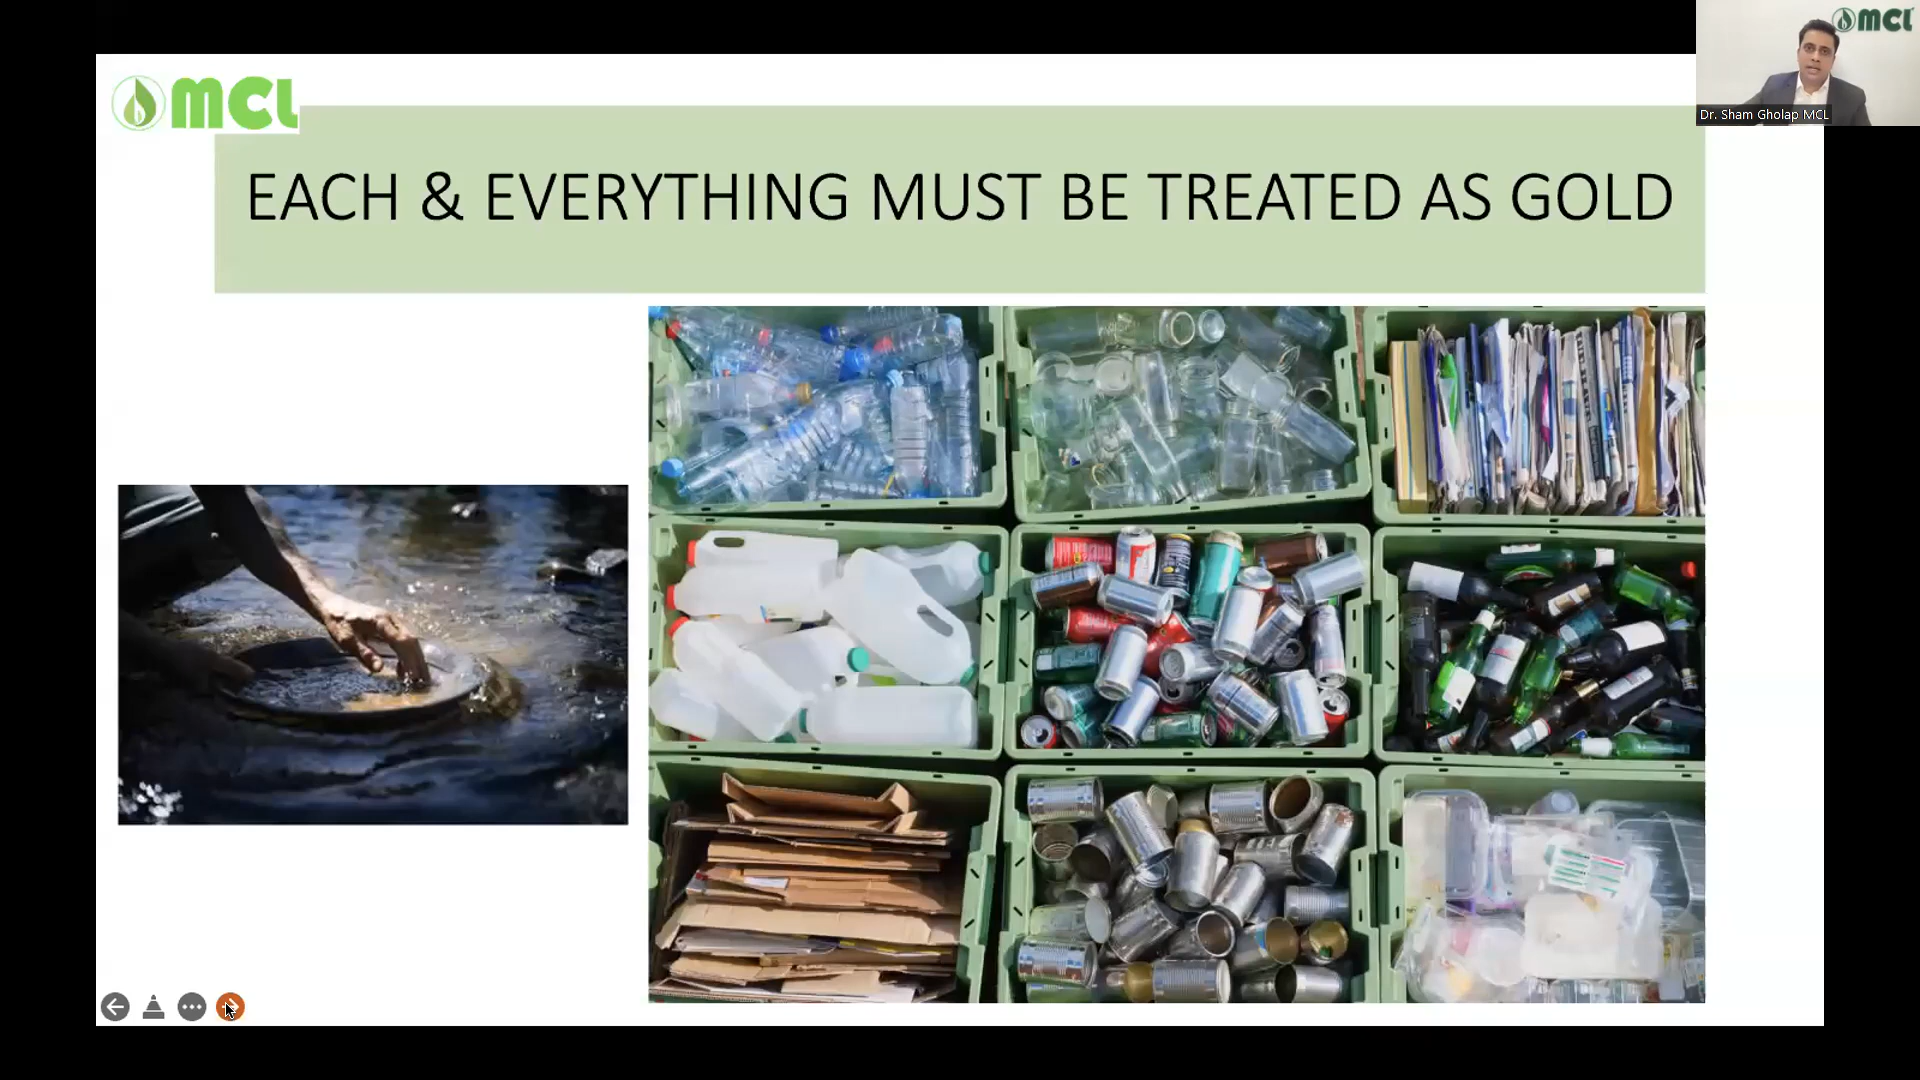 MCL
MCL
Dr. Sham Gholap MCL
EACH & EVERYTHING MUST BE TREATED AS GOLD